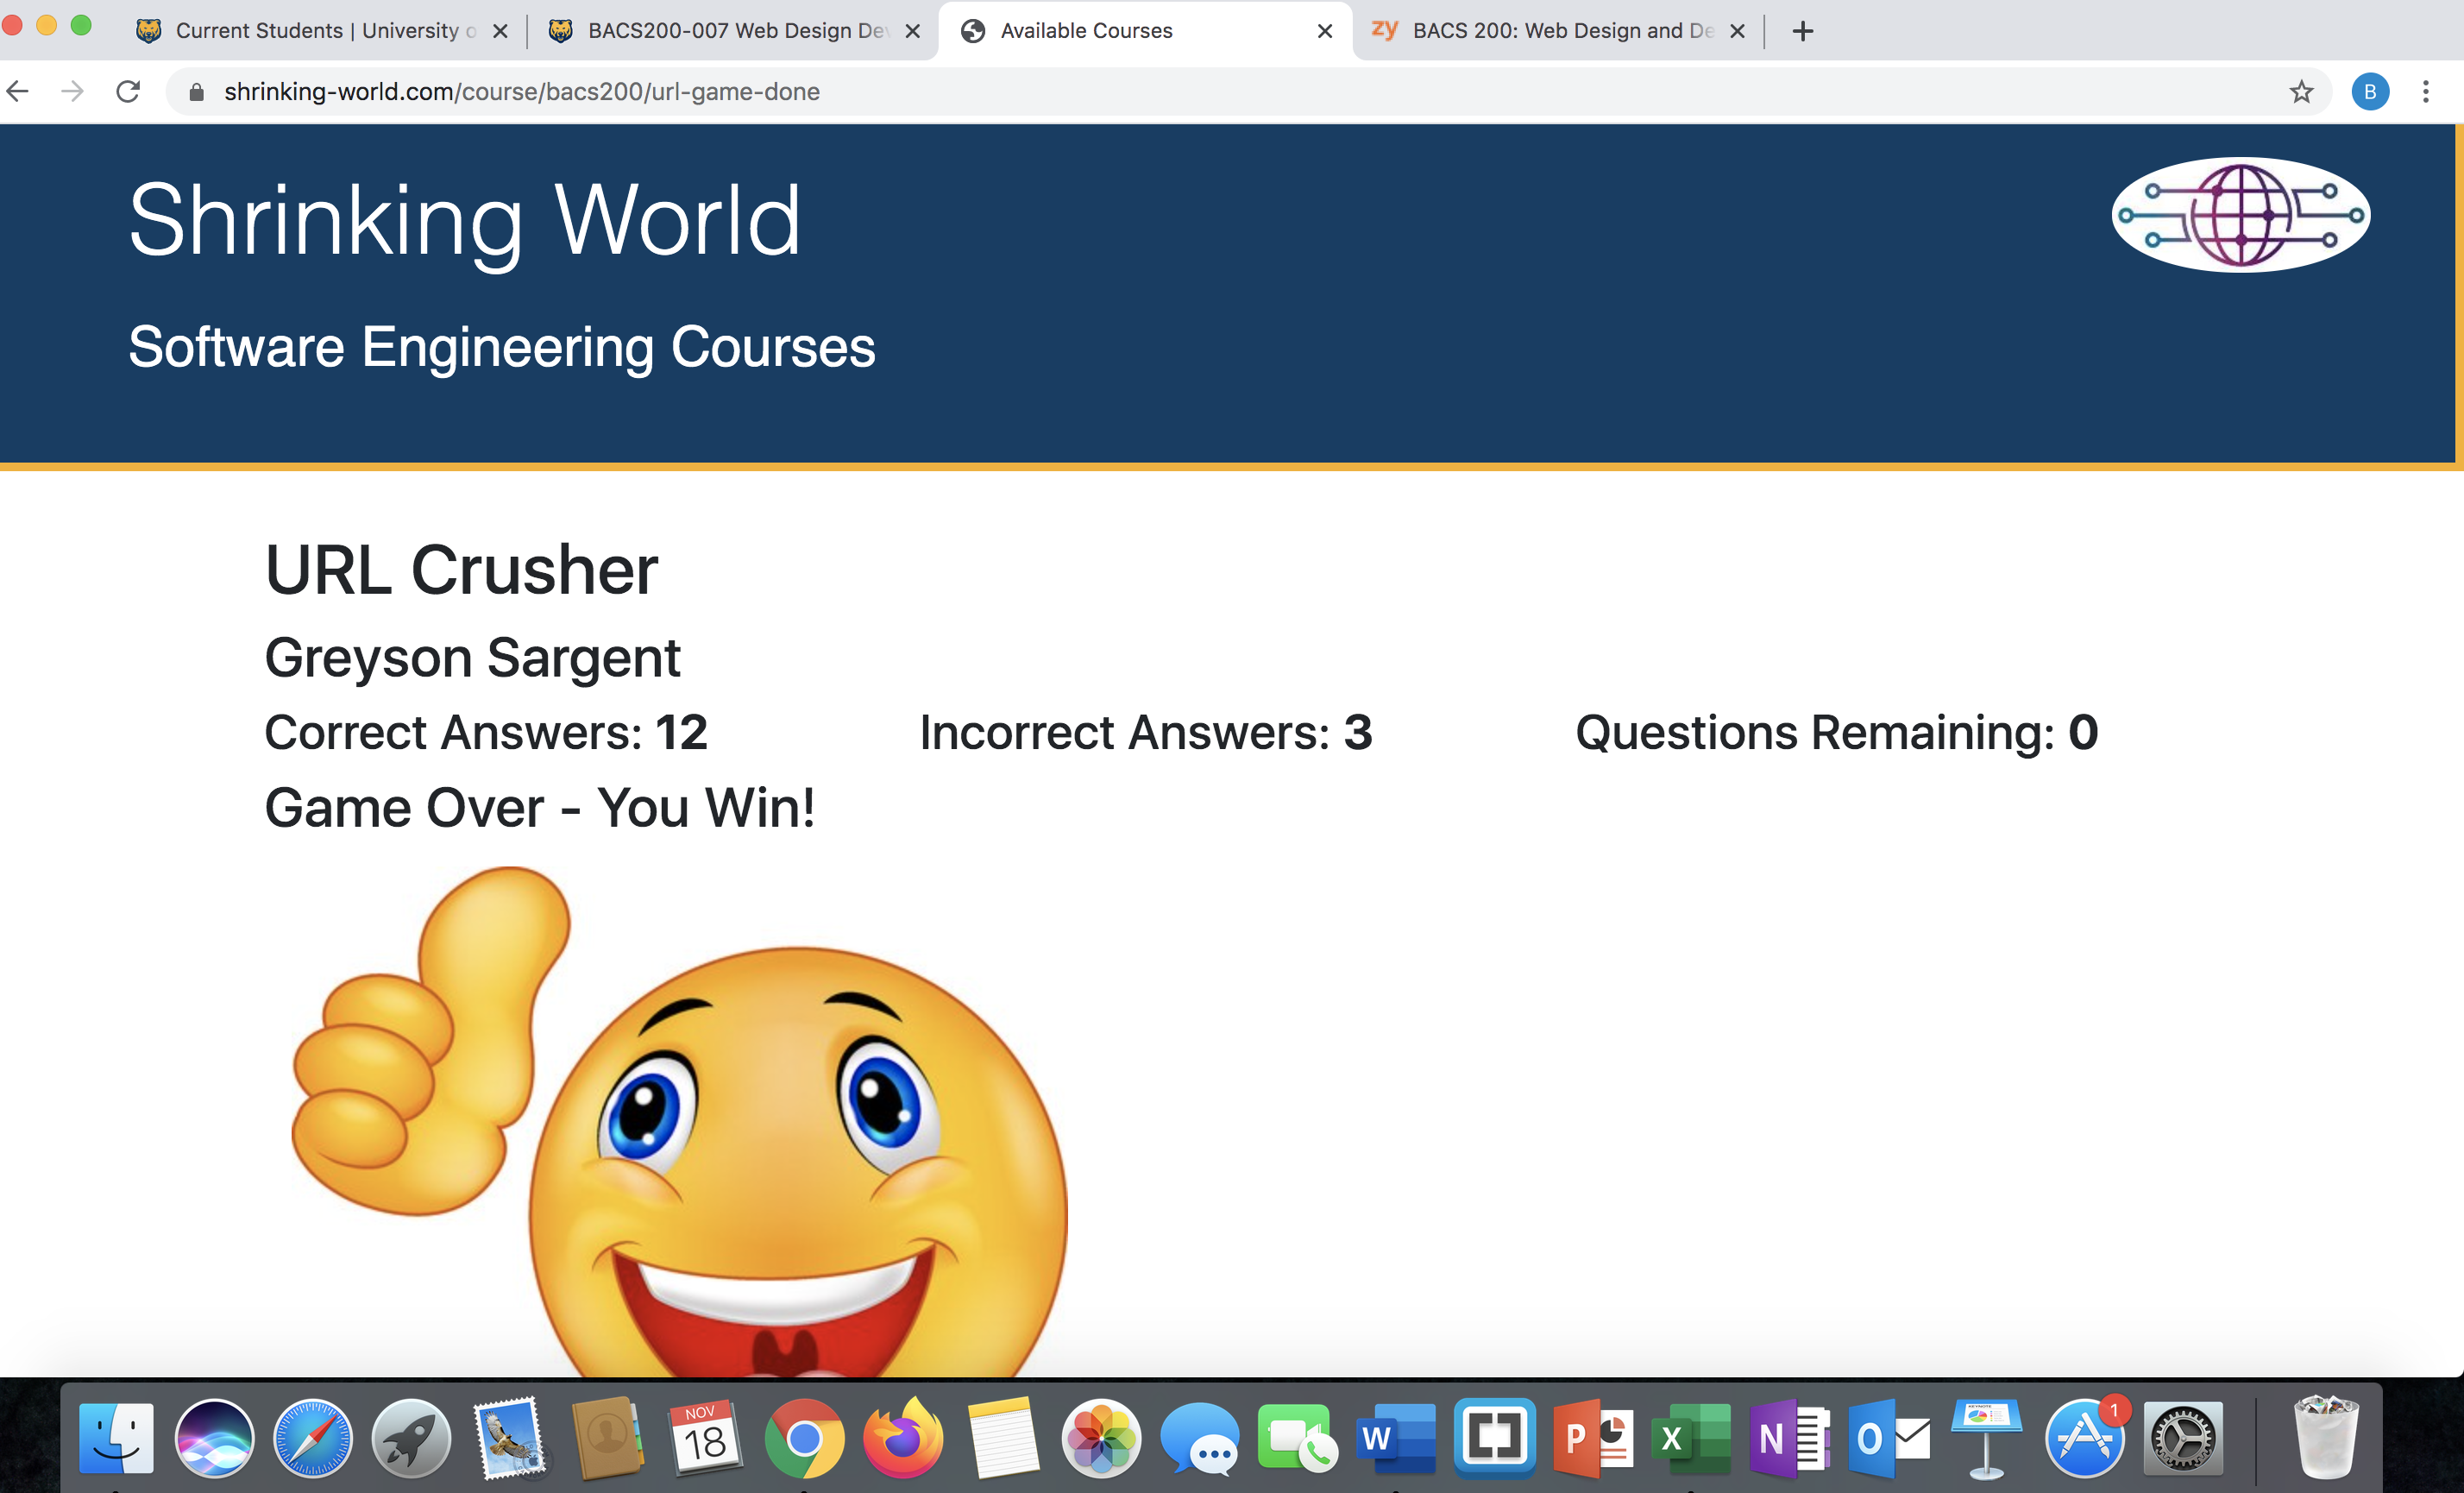 Current Students | University o
BACS200-007 Web Design Dev
Available Courses
zy BACS 200: Web Design and De
shrinking-world.com/course/bacs200/url-game-done
B
Shrinking World
Software Engineering Courses
URL Crusher
Greyson Sargent
Correct Answers: 12 Incorrect Answers: 3 Questions Remaining: 0
Game Over - You Win!
NOV
18
W
P
X
N
O
KEYNOTE
1